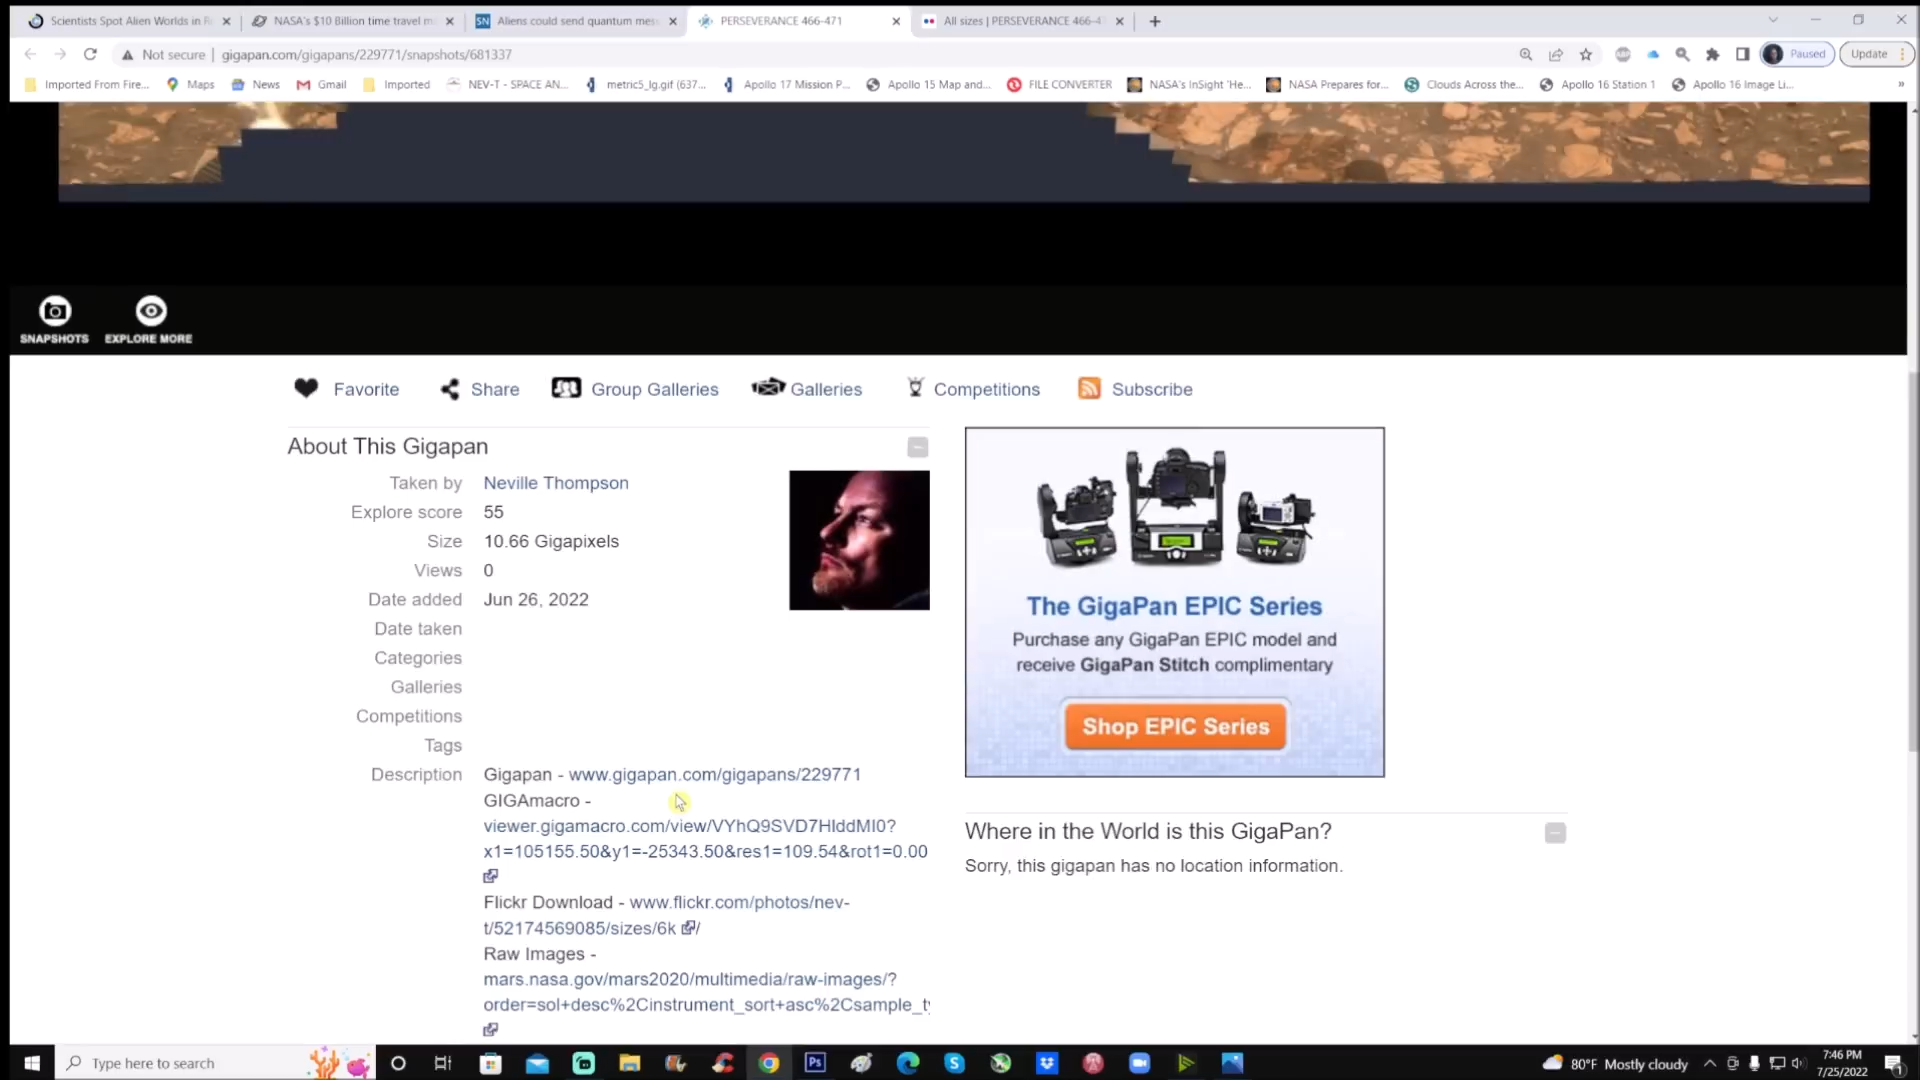 Scientists Spot Alien Worlds in R
NASA's $10 Billion time travel m
SN Aliens could send quantum mes
PERSEVERANCE 466-471
All sizes | PERSEVERANCE 466-47
Not secure
gigapan.com/gigapans/229771/snapshots/681337
Paused
Update
Imported From Fire...
Maps
News
Gmail
Imported
NEV-T - SPACE AN...
metric5_lg.gif (637...
Apollo 17 Mission P...
Apollo 15 Map and...
FILE CONVERTER
NASA's InSight 'He...
NASA Prepares for...
Clouds Across the...
Apollo 16 Station 1
Apollo 16 Image Li...
»
SNAPSHOTS
EXPLORE MORE
Favorite
Share
Group Galleries
Galleries
Competitions
Subscribe
About This Gigapan
Taken by Neville Thompson
Explore score 55
Size 10.66 Gigapixels
Views 0
Date added Jun 26, 2022
Date taken
Categories
Galleries
Competitions
Tags
Description Gigapan - www.gigapan.com/gigapans/229771
GIGAmacro -
viewer.gigamacro.com/view/VYhQ9SVD7HIddMI0?
x1=105155.50&y1=-25343.50&res1=109.54&rot1=0.00
Flickr Download - www.flickr.com/photos/nev-
t/52174569085/sizes/6k /
Raw Images -
mars.nasa.gov/mars2020/multimedia/raw-images/?
order=sol+desc%2Cinstrument_sort+asc%2Csample_ty
The GigaPan EPIC Series
Purchase any GigaPan EPIC model and
receive GigaPan Stitch complimentary
Shop EPIC Series
Where in the World is this GigaPan?
Sorry, this gigapan has no location information.
Type here to search
Ps
80°F Mostly cloudy
7:46 PM
7/25/2022
1